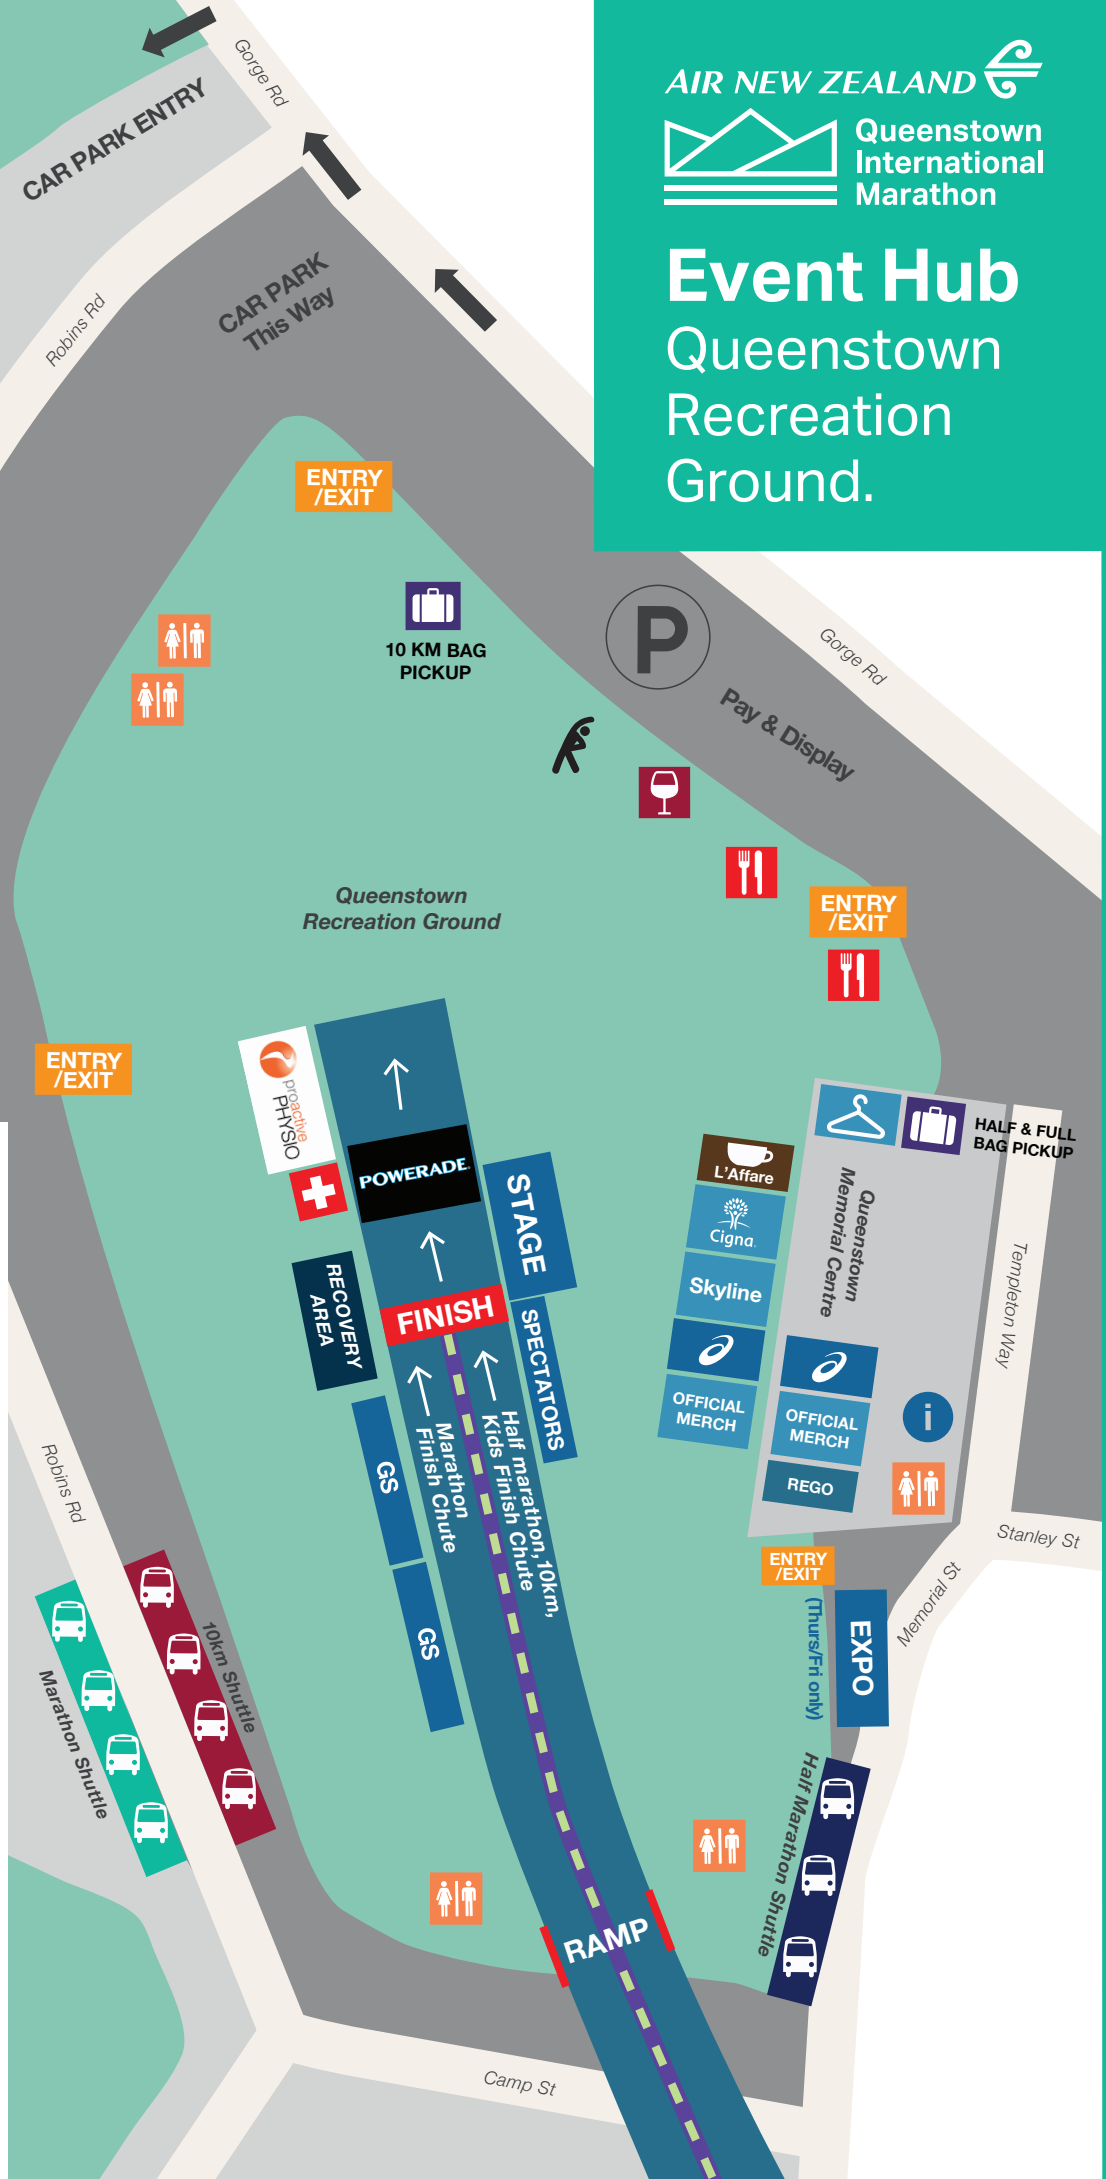 AIR NEW ZEALAND
Queenstown
International
Marathon
Event Hub
Queenstown
Recreation
Ground.
Gorge Rd
CAR PARK ENTRY
Robins Rd
CAR PARK
This Way
ENTRY
/EXIT
10 KM BAG
PICKUP
P
Pay & Display
Gorge Rd
Queenstown
Recreation Ground
ENTRY
/EXIT
ENTRY
/EXIT
proactive
PHYSIO
POWERADE
STAGE
RECOVERY
AREA
FINISH
SPECTATORS
Marathon
Finish Chute
Half marathon, 10km,
Kids Finish Chute
GS
GS
L'Affare
Cigna
Skyline
OFFICIAL
MERCH
HALF & FULL
BAG PICKUP
Queenstown
Memorial Centre
OFFICIAL
MERCH
REGO
i
Templeton Way
Stanley St
Memorial St
ENTRY
/EXIT
(Thurs/Fri only)
EXPO
Robins Rd
10km Shuttle
Marathon Shuttle
Half Marathon Shuttle
RAMP
Camp St